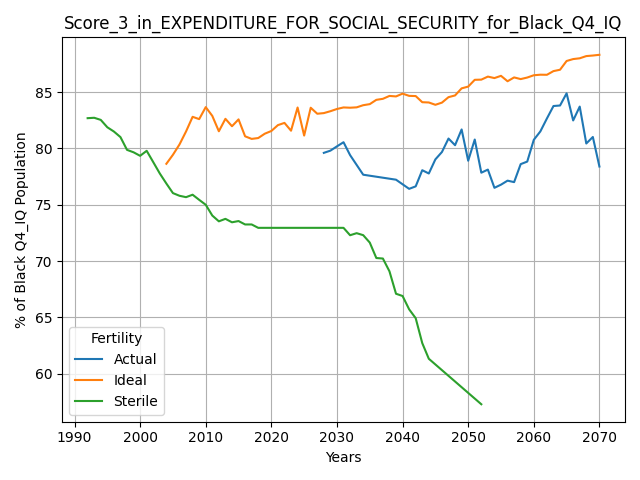 Score_3_in_EXPENDITURE_FOR_SOCIAL_SECURITY_for_Black_Q4_IQ
% of Black Q4_IQ Population
85
80
75
70
65
60
Fertility
Actual
Ideal
Sterile
1990 2000 2010 2020 2030 2040 2050 2060 2070
Years